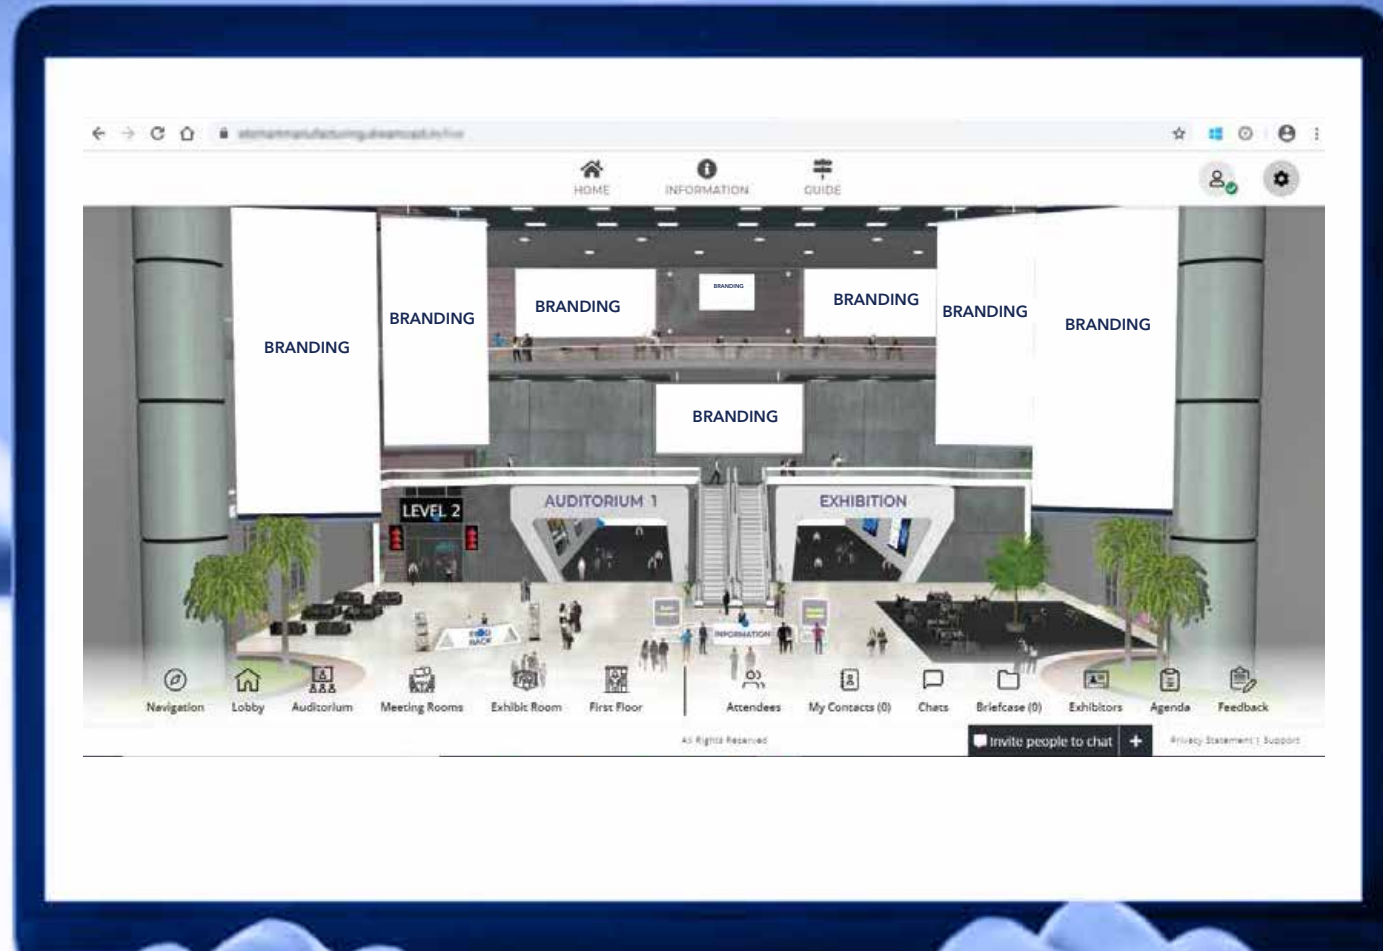 HOME INFORMATION GUIDE
BRANDING
BRANDING
BRANDING
BRANDING
BRANDING
BRANDING
BRANDING
BRANDING
LEVEL 2
AUDITORIUM 1
EXHIBITION
INFORMATION
Navigation Lobby Auditorium Meeting Rooms Exhibit Room First Floor Attendees My Contacts (0) Chats Briefcase (0) Exhibitors Agenda Feedback
All Rights Reserved
Invite people to chat +
Privacy Statement | Support